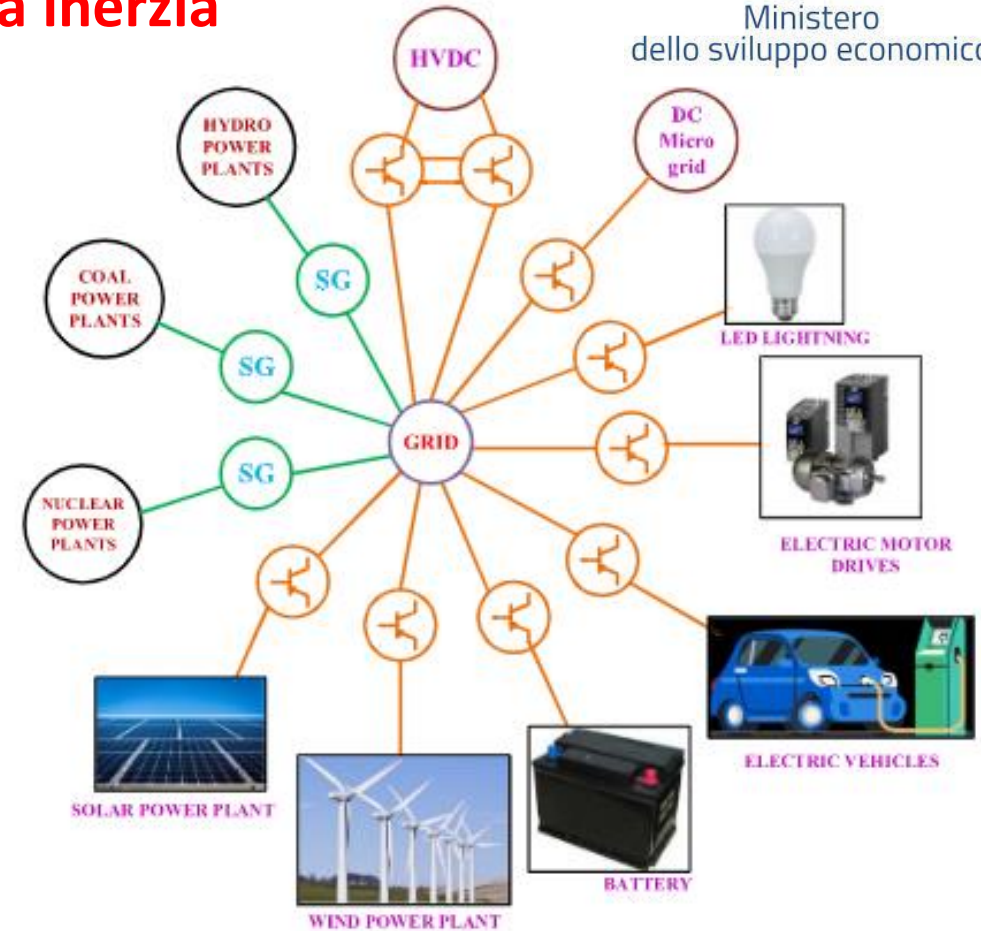 a inerzia
Ministero
dello sviluppo economico
HVDC
HYDRO
POWER
PLANTS
DC
Micro
grid
COAL
POWER
PLANTS
SG
SG
LED LIGHTNING
GRID
SG
NUCLEAR
POWER
PLANTS
ELECTRIC MOTOR
DRIVES
ELECTRIC VEHICLES
SOLAR POWER PLANT
BATTERY
WIND POWER PLANT